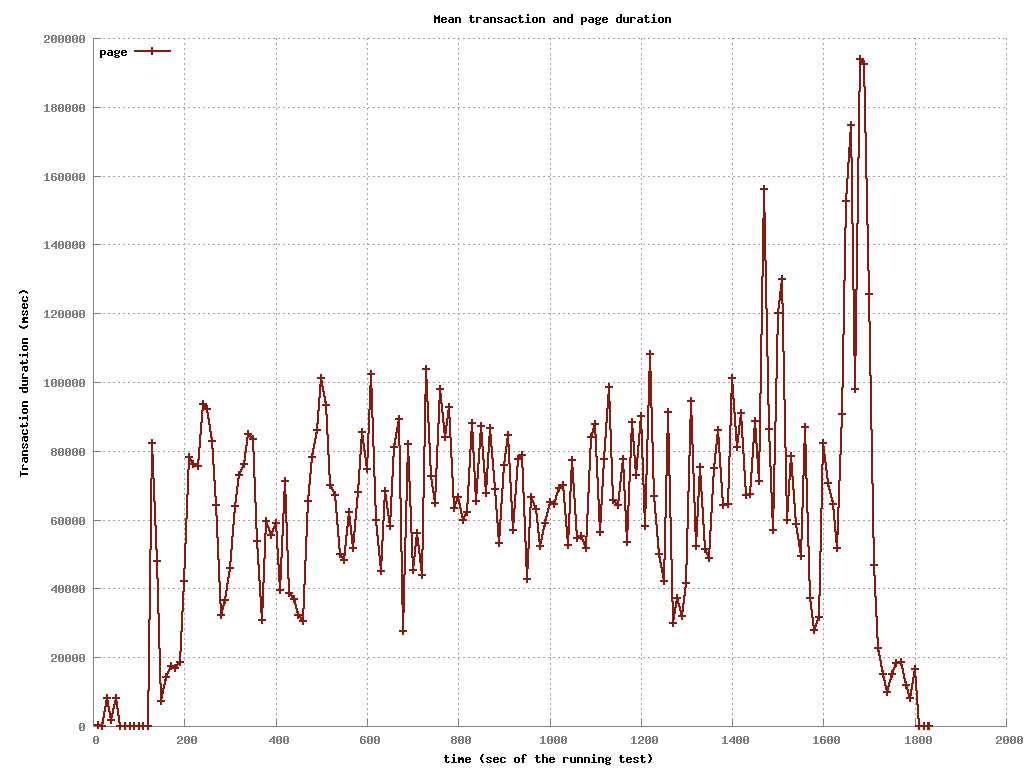 Mean transaction and page duration
page
Transaction duration (msec)
200000
180000
160000
140000
120000
100000
80000
60000
40000
20000
0
0 200 400 600 800 1000 1200 1400 1600 1800 2000
time (sec of the running test)